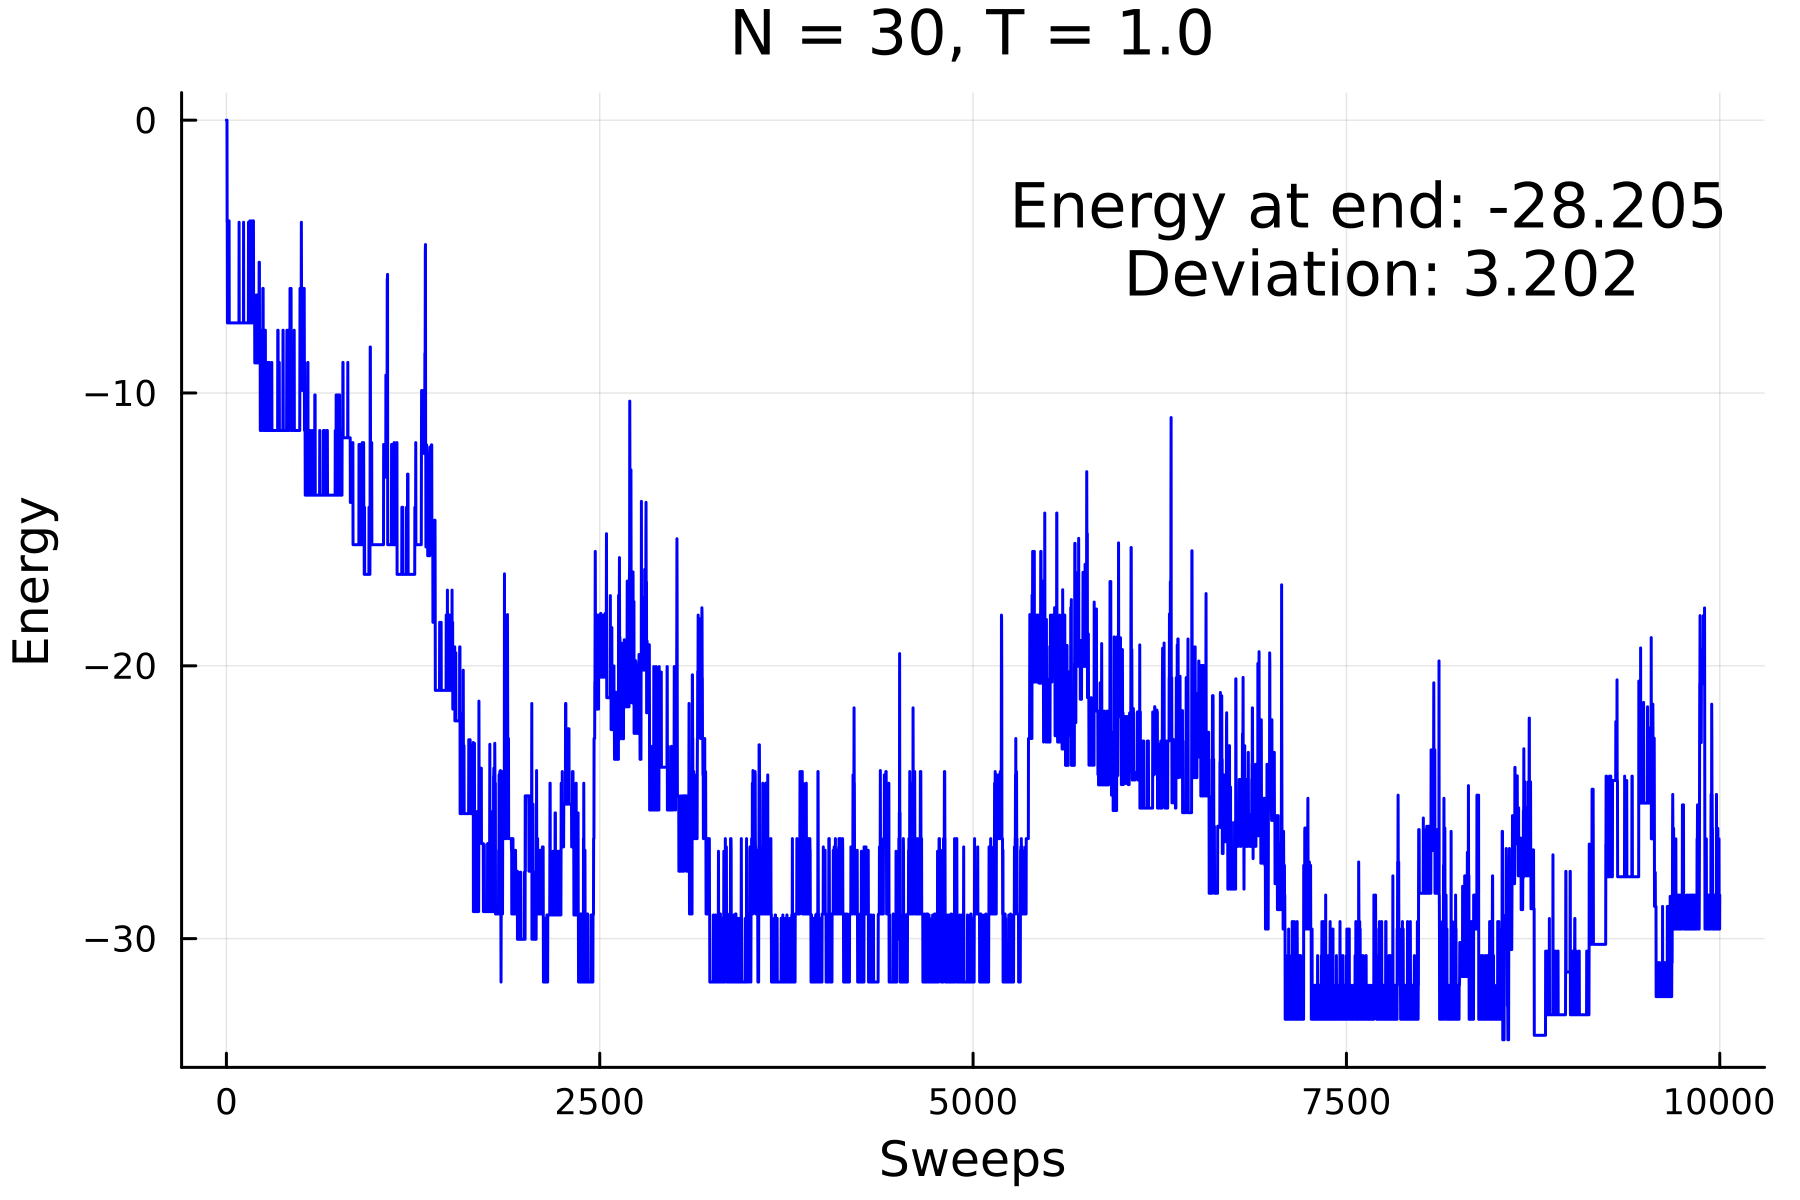 N = 30, T = 1.0
Energy at end: -28.205
Deviation: 3.202
Energy
0
−10
−20
−30
0 2500 5000 7500 10000
Sweeps